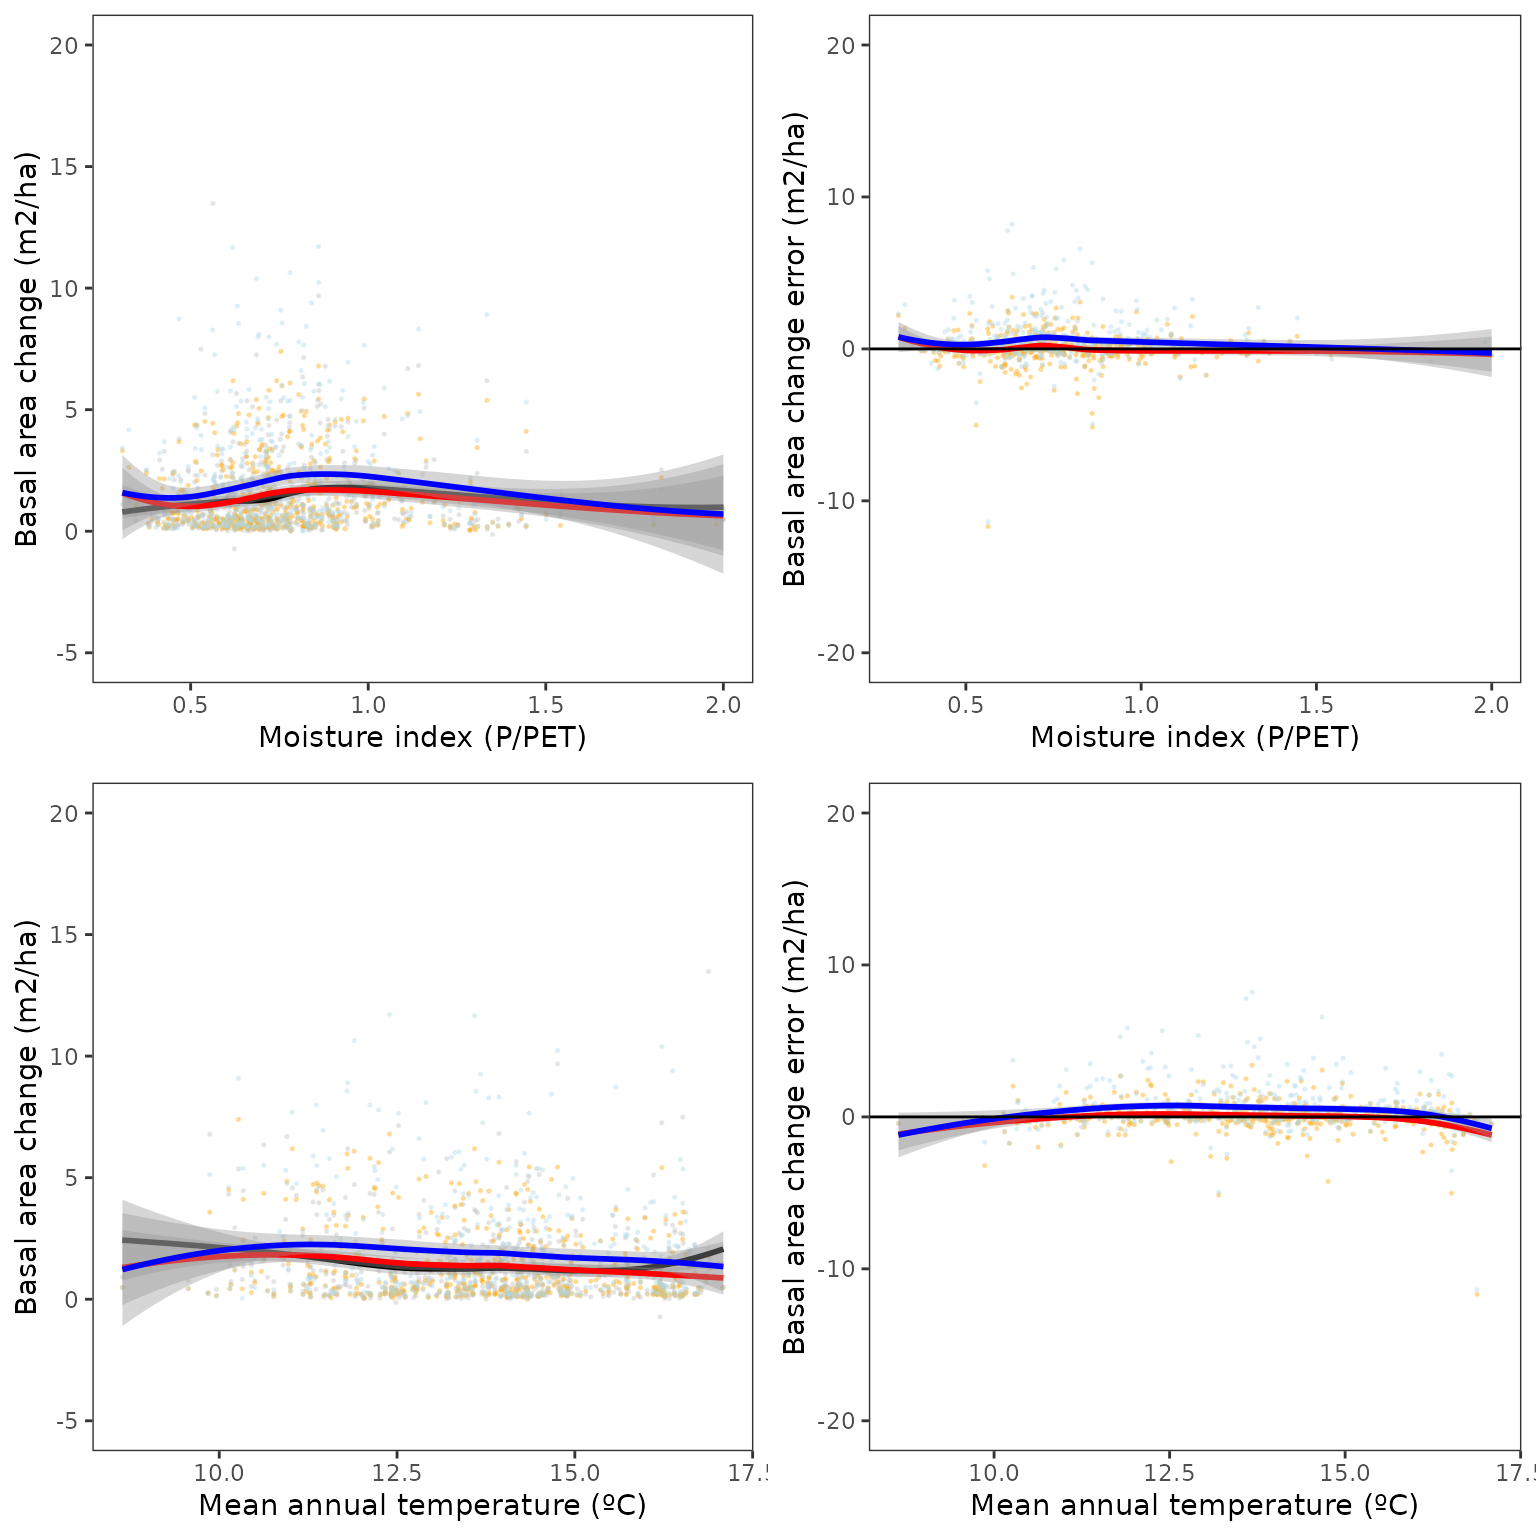 20
15
10
5
0
-5
Basal area change (m2/ha)
0.5 1.0 1.5 2.0
Moisture index (P/PET)
20
10
0
-10
-20
Basal area change error (m2/ha)
0.5 1.0 1.5 2.0
Moisture index (P/PET)
20
15
10
5
0
-5
Basal area change (m2/ha)
10.0 12.5 15.0 17.5
Mean annual temperature (ºC)
20
10
0
-10
-20
Basal area change error (m2/ha)
10.0 12.5 15.0 17.5
Mean annual temperature (ºC)